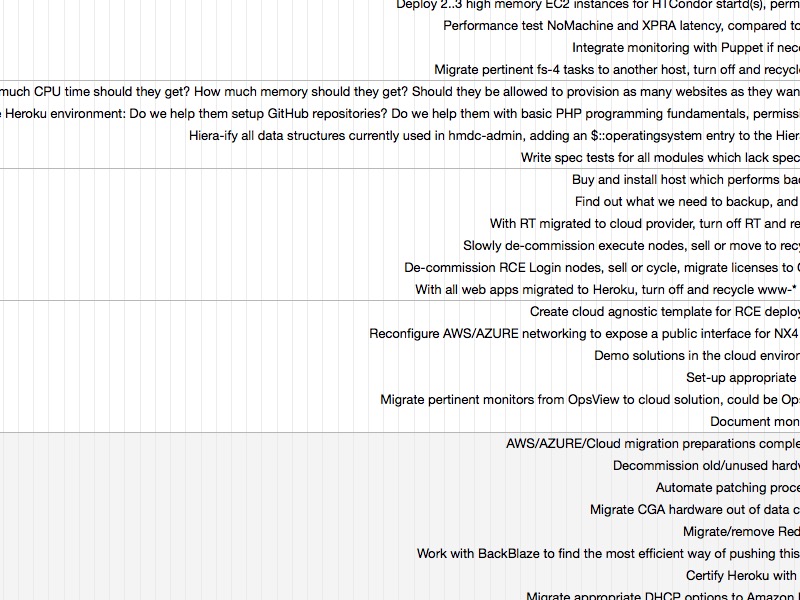 Deploy 2..3 high memory EC2 instances for HTCondor startd(s), perm
Performance test NoMachine and XPRA latency, compared to
Integrate monitoring with Puppet if nec
Migrate pertinent fs-4 tasks to another host, turn off and recycl
much CPU time should they get? How much memory should they get? Should they be allowed to provision as many websites as they wan
Heroku environment: Do we help them setup GitHub repositories? Do we help them with basic PHP programming fundamentals, permissi
Hiera-ify all data structures currently used in hmdc-admin, adding an $::operatingsystem entry to the Hier
Write spec tests for all modules which lack spec
Buy and install host which performs bac
Find out what we need to backup, and
With RT migrated to cloud provider, turn off RT and re
Slowly de-commission execute nodes, sell or move to recy
De-commission RCE Login nodes, sell or cycle, migrate licenses to
With all web apps migrated to Heroku, turn off and recycle www-*
Create cloud agnostic template for RCE deploy
Reconfigure AWS/AZURE networking to expose a public interface for NX4
Demo solutions in the cloud environ
Set-up appropriate
Migrate pertinent monitors from OpsView to cloud solution, could be Ops
Document mon
AWS/AZURE/Cloud migration preparations comple
Decommission old/unused hardw
Automate patching proce
Migrate CGA hardware out of data c
Migrate/remove Red
Work with BackBlaze to find the most efficient way of pushing this
Certify Heroku with
Migrate appropriate DHCP options to Amazon